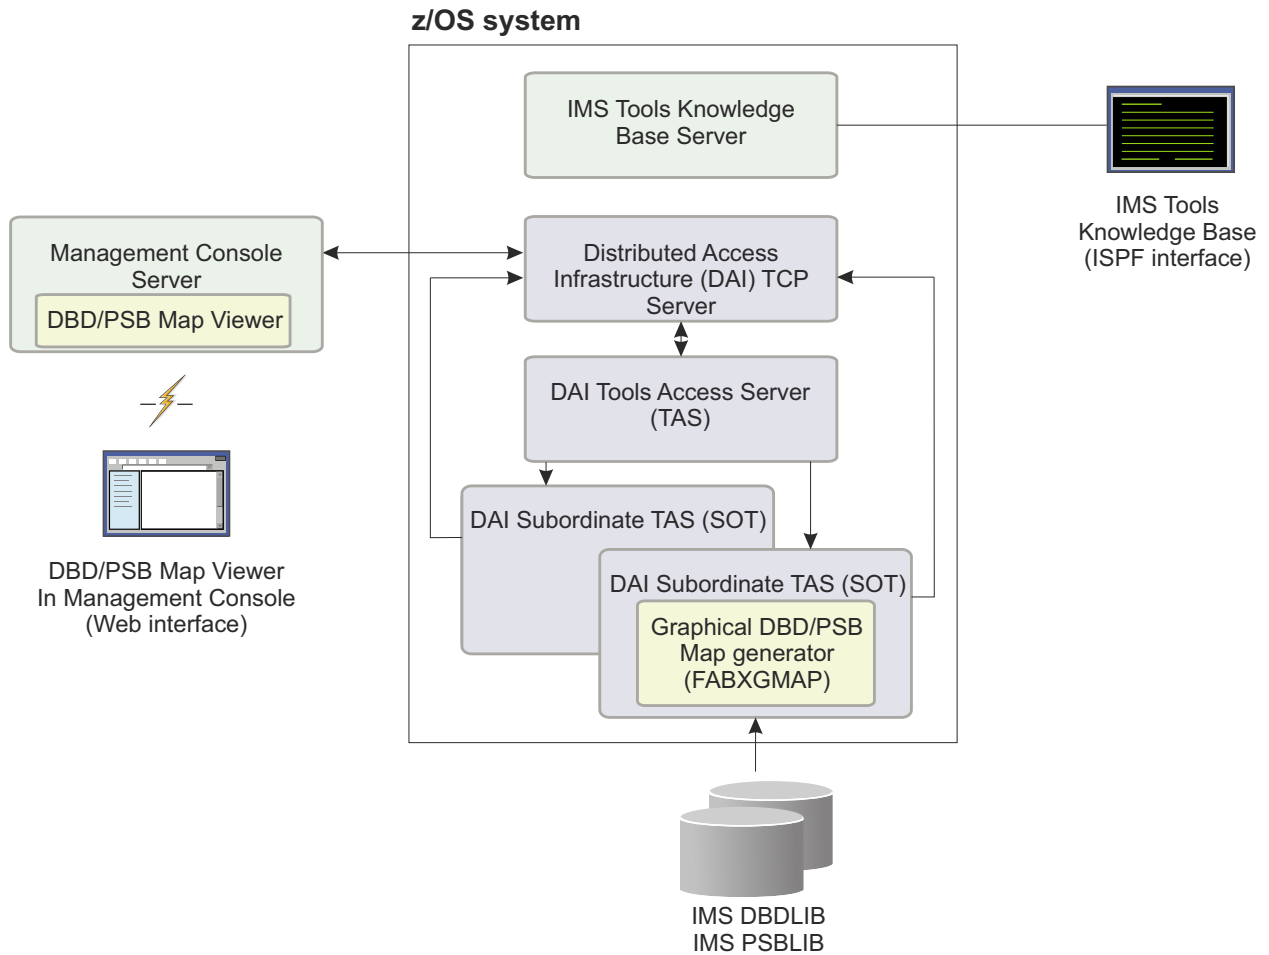 z/OS system
IMS Tools Knowledge
Base Server
IMS Tools
Knowledge Base
(ISPF interface)
Management Console
Server
DBD/PSB Map Viewer
Distributed Access
Infrastructure (DAI) TCP
Server
DAI Tools Access Server
(TAS)
DAI Subordinate TAS (SOT)
DAI Subordinate TAS (SOT)
Graphical DBD/PSB
Map generator
(FABXGMAP)
DBD/PSB Map Viewer
In Management Console
(Web interface)
IMS DBDLIB
IMS PSBLIB